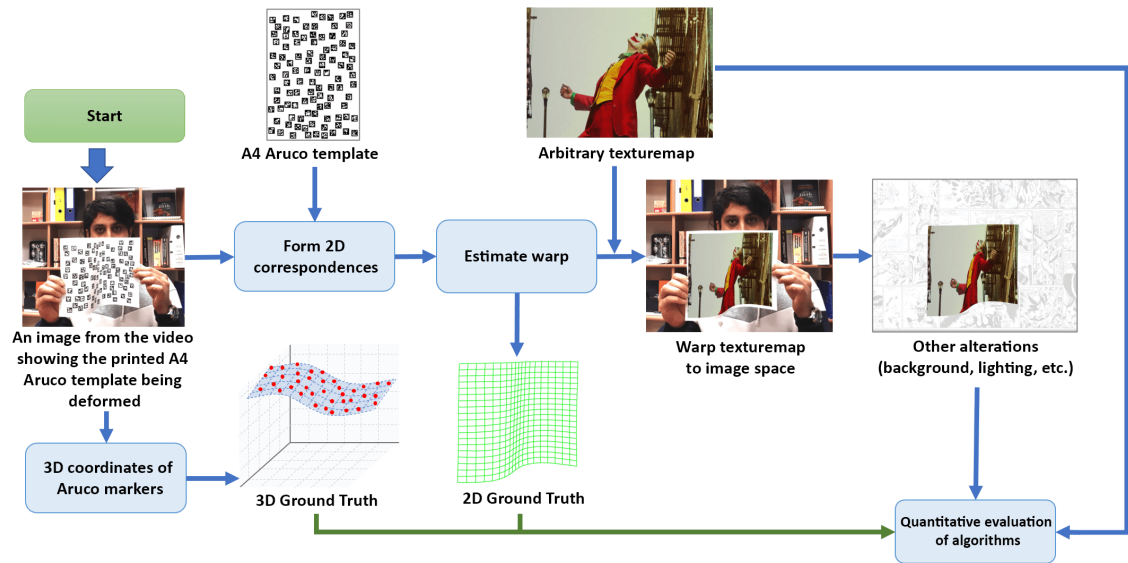 Start
A4 Aruco template
Arbitrary texturemap
Form 2D
correspondences
Estimate warp
An image from the video
showing the printed A4
Aruco template being
deformed
Warp texturemap
to image space
Other alterations
(background, lighting, etc.)
3D coordinates of
Aruco markers
3D Ground Truth
2D Ground Truth
Quantitative evaluation
of algorithms